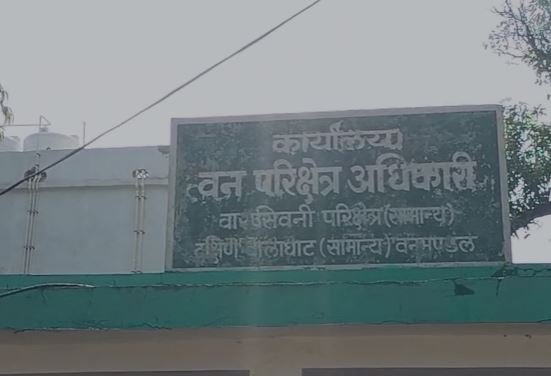 कार्यालय
वन परिक्षेत्र अधिकारी
वारासिवनी परिक्षेत्र(सामान्य)
दक्षिण बालाघाट (सामान्य) वनमण्डल